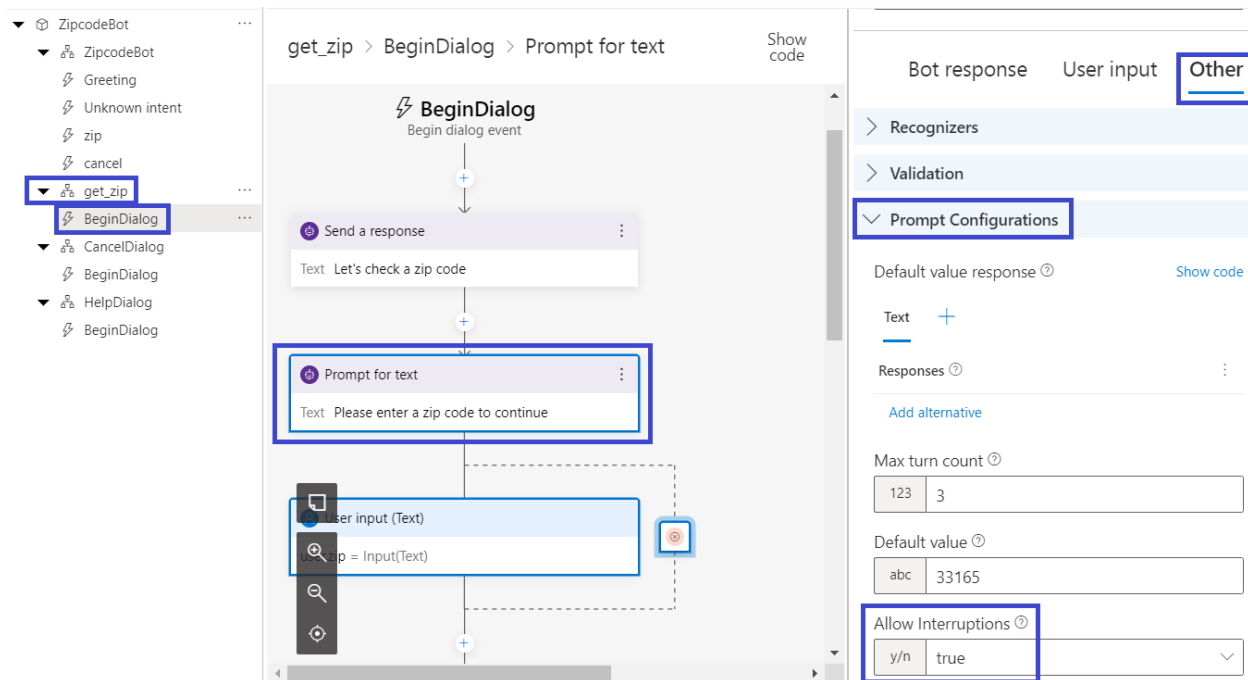 ZipcodeBot
ZipcodeBot
Greeting
Unknown intent
zip
cancel
get_zip
BeginDialog
CancelDialog
BeginDialog
HelpDialog
BeginDialog
get_zip > BeginDialog > Prompt for text
Show code
BeginDialog
Begin dialog event
Send a response
Text Let's check a zip code
Prompt for text
Text Please enter a zip code to continue
User input (Text)
user.zip = Input(Text)
Bot response User input Other
Recognizers
Validation
Prompt Configurations
Default value response Show code
Text
Responses
Add alternative
Max turn count
123 3
Default value
abc 33165
Allow Interruptions
y/n true